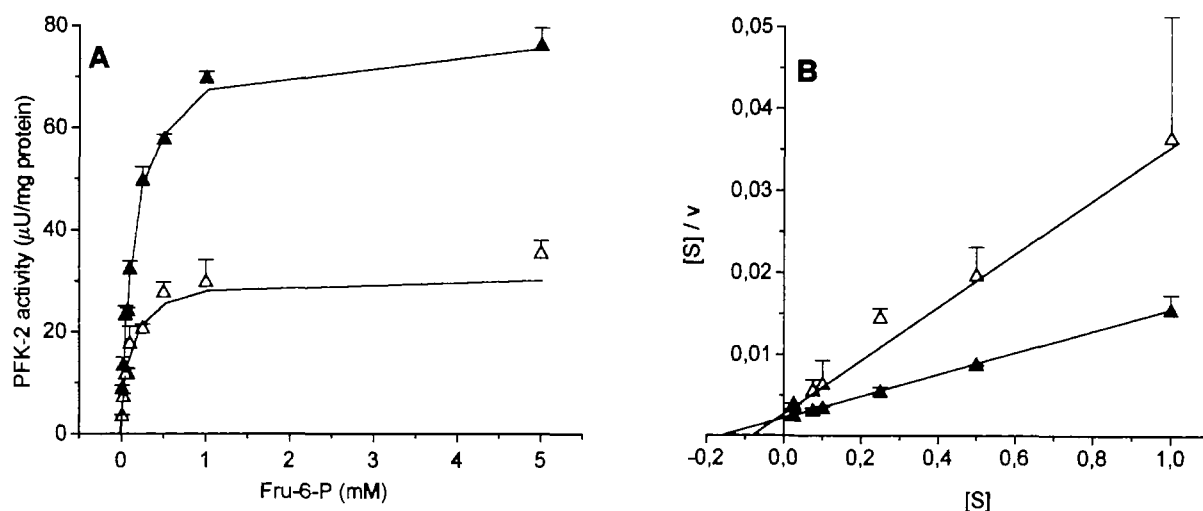 A
PFK-2 activity (μU/mg protein)
80
60
40
20
0
0 1 2 3 4 5
Fru-6-P (mM)
B
[S] / v
0,05
0,04
0,03
0,02
0,01
-0,2 0,0 0,2 0,4 0,6 0,8 1,0
[S]